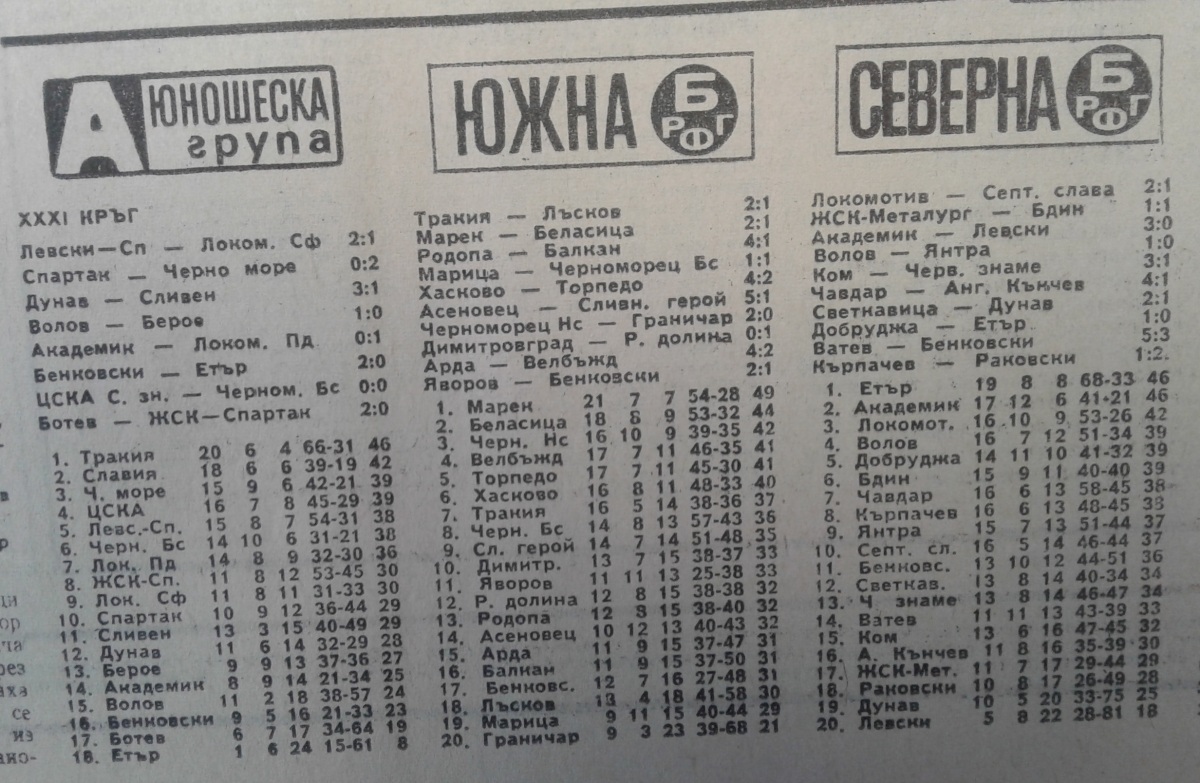 А ЮНОШЕСКА
група
XXXI КРЪГ
Левски—Сп — Локом. Сф 2:1
Спартак — Черно море 0:2
Дунав — Сливен 3:1
Волов — Берое 1:0
Академик — Локом. Пд 0:1
Бенковски — Етър 2:0
ЦСКА С. зн. — Черном. Бс 0:0
Ботев — ЖСК—Спартак 2:0
1. Тракия 20 6 4 66-31 46
2. Славия 18 6 6 39-19 42
3. Ч. море 15 9 6 42-21 39
4. ЦСКА 16 7 8 45-29 39
5. Левс.-Сп. 15 8 7 54-31 38
6. Черн. Бс 14 10 6 31-21 38
7. Лок. Пд 14 8 9 32-30 36
8. ЖСК-Сп. 11 8 12 53-45 30
9. Лок. Сф 11 8 11 31-33 30
10. Спартак 10 9 12 36-44 29
11. Сливен 13 3 15 40-49 29
12. Дунав 11 6 14 32-29 28
13. Берое 9 9 13 37-36 27
14. Академик 8 9 14 21-34 25
15. Волов 11 2 18 38-57 24
16. Бенковски 9 5 16 21-33 23
17. Ботев 6 7 17 34-64 19
18. Етър 1 6 24 15-61 8
ЮЖНА Б РФГ
Тракия — Лъсков 2:1
Марек — Беласица 2:1
Родопа — Балкан 4:1
Марица — Черноморец Бс 1:1
Хасково — Торпедо 4:2
Асеновец — Сливн. герой 5:1
Черноморец Нс — Граничар 2:0
Димитровград — Р. долина 0:1
Арда — Велбъжд 4:2
Яворов — Бенковски 2:1
1. Марек 21 7 7 54-28 49
2. Беласица 18 8 9 53-32 44
3. Черн. Нс 16 10 9 39-35 42
4. Велбъжд 17 7 11 46-35 41
5. Торпедо 17 7 11 45-30 41
6. Хасково 16 8 11 48-33 40
7. Тракия 16 5 14 38-36 37
8. Черн. Бс 14 8 13 57-43 36
9. Сл. герой 14 7 14 51-48 35
10. Димитр. 13 7 15 38-37 33
11. Яворов 11 11 13 25-38 33
12. Р. долина 12 8 15 38-38 32
13. Родопа 12 8 15 38-40 32
14. Асеновец 10 12 13 40-43 32
15. Арда 11 9 15 37-47 31
16. Балкан 11 9 15 37-50 31
17. Бенковс. 12 7 16 27-48 31
18. Лъсков 13 4 18 41-58 30
19. Марица 9 11 15 40-44 29
20. Граничар 9 3 23 39-68 21
СЕВЕРНА Б РФГ
Локомотив — Септ. слава 2:1
ЖСК-Металург — Бдин 1:1
Академик — Левски 3:0
Волов — Янтра 1:0
Ком — Черв. знаме 3:1
Чавдар — Анг. Кънчев 4:1
Светкавица — Дунав 2:1
Добруджа — Етър 1:0
Ватев — Бенковски 5:3
Кърпачев — Раковски 1:2.
1. Етър 19 8 8 68-33 46
2. Академик 17 12 6 41-21 46
3. Локомот. 16 10 9 53-26 42
4. Волов 16 7 12 51-34 39
5. Добруджа 14 11 10 41-32 39
6. Бдин 15 9 11 40-40 39
7. Чавдар 16 6 13 58-45 38
8. Кърпачев 16 6 13 48-45 38
9. Янтра 15 7 13 51-44 37
10. Септ. сл. 16 5 14 46-44 37
11. Бенковс. 13 10 12 44-51 36
12. Светкав. 13 8 14 40-34 34
13. Ч знаме 13 8 14 46-47 34
14. Ватев 11 11 13 43-39 33
15. Ком 13 6 16 47-45 32
16. А. Кънчев 11 8 16 35-39 30
17. ЖСК-Мет. 11 7 17 29-44 29
18. Раковски 10 8 17 26-49 28
19. Дунав 10 5 20 33-75 25
20. Левски 5 8 22 28-81 18